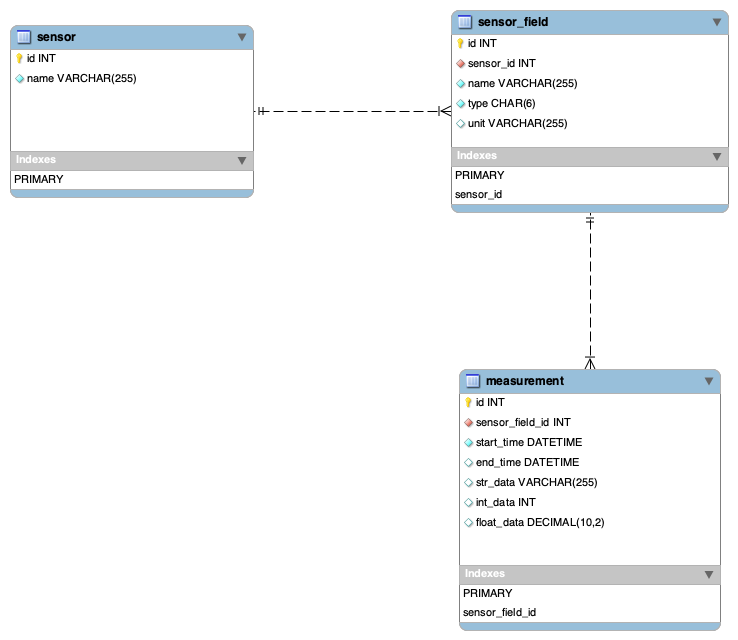 sensor
id INT
name VARCHAR(255)
Indexes
PRIMARY
sensor_field
id INT
sensor_id INT
name VARCHAR(255)
type CHAR(6)
unit VARCHAR(255)
Indexes
PRIMARY
sensor_id
measurement
id INT
sensor_field_id INT
start_time DATETIME
end_time DATETIME
str_data VARCHAR(255)
int_data INT
float_data DECIMAL(10,2)
Indexes
PRIMARY
sensor_field_id